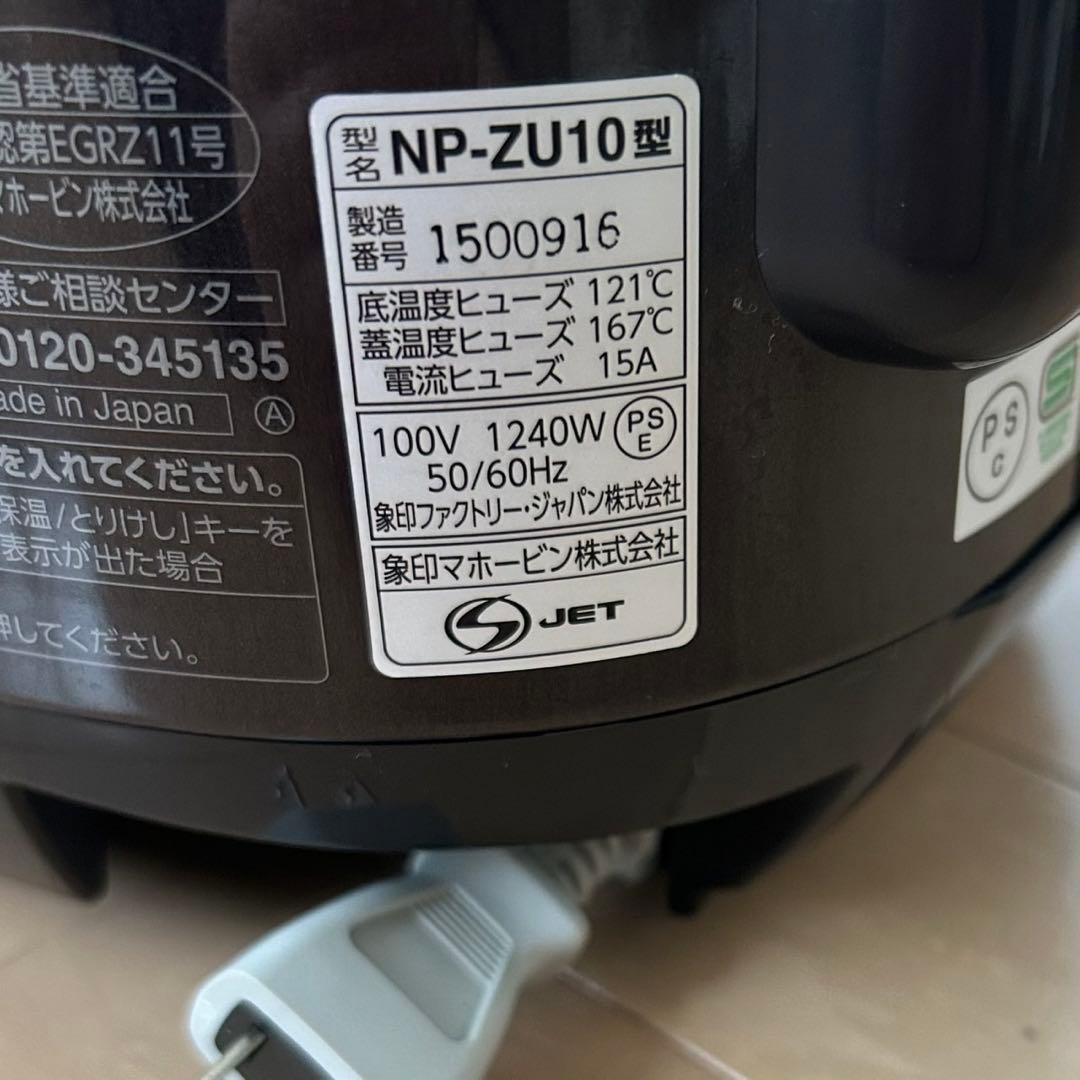 省基準適合
認第EGRZ11号
マホービン株式会社
様ご相談センター
0120-345135
ade in Japan
A
を入れてください。
保温/とりけし」キーを
表示が出た場合
押してください。
型名 NP-ZU10型
製造番号 1500916
底温度ヒューズ 121℃
蓋温度ヒューズ 167℃
電流ヒューズ 15A
100V 1240W
50/60Hz
PS
E
象印ファクトリー・ジャパン株式会社
象印マホービン株式会社
JET
PS
C
S